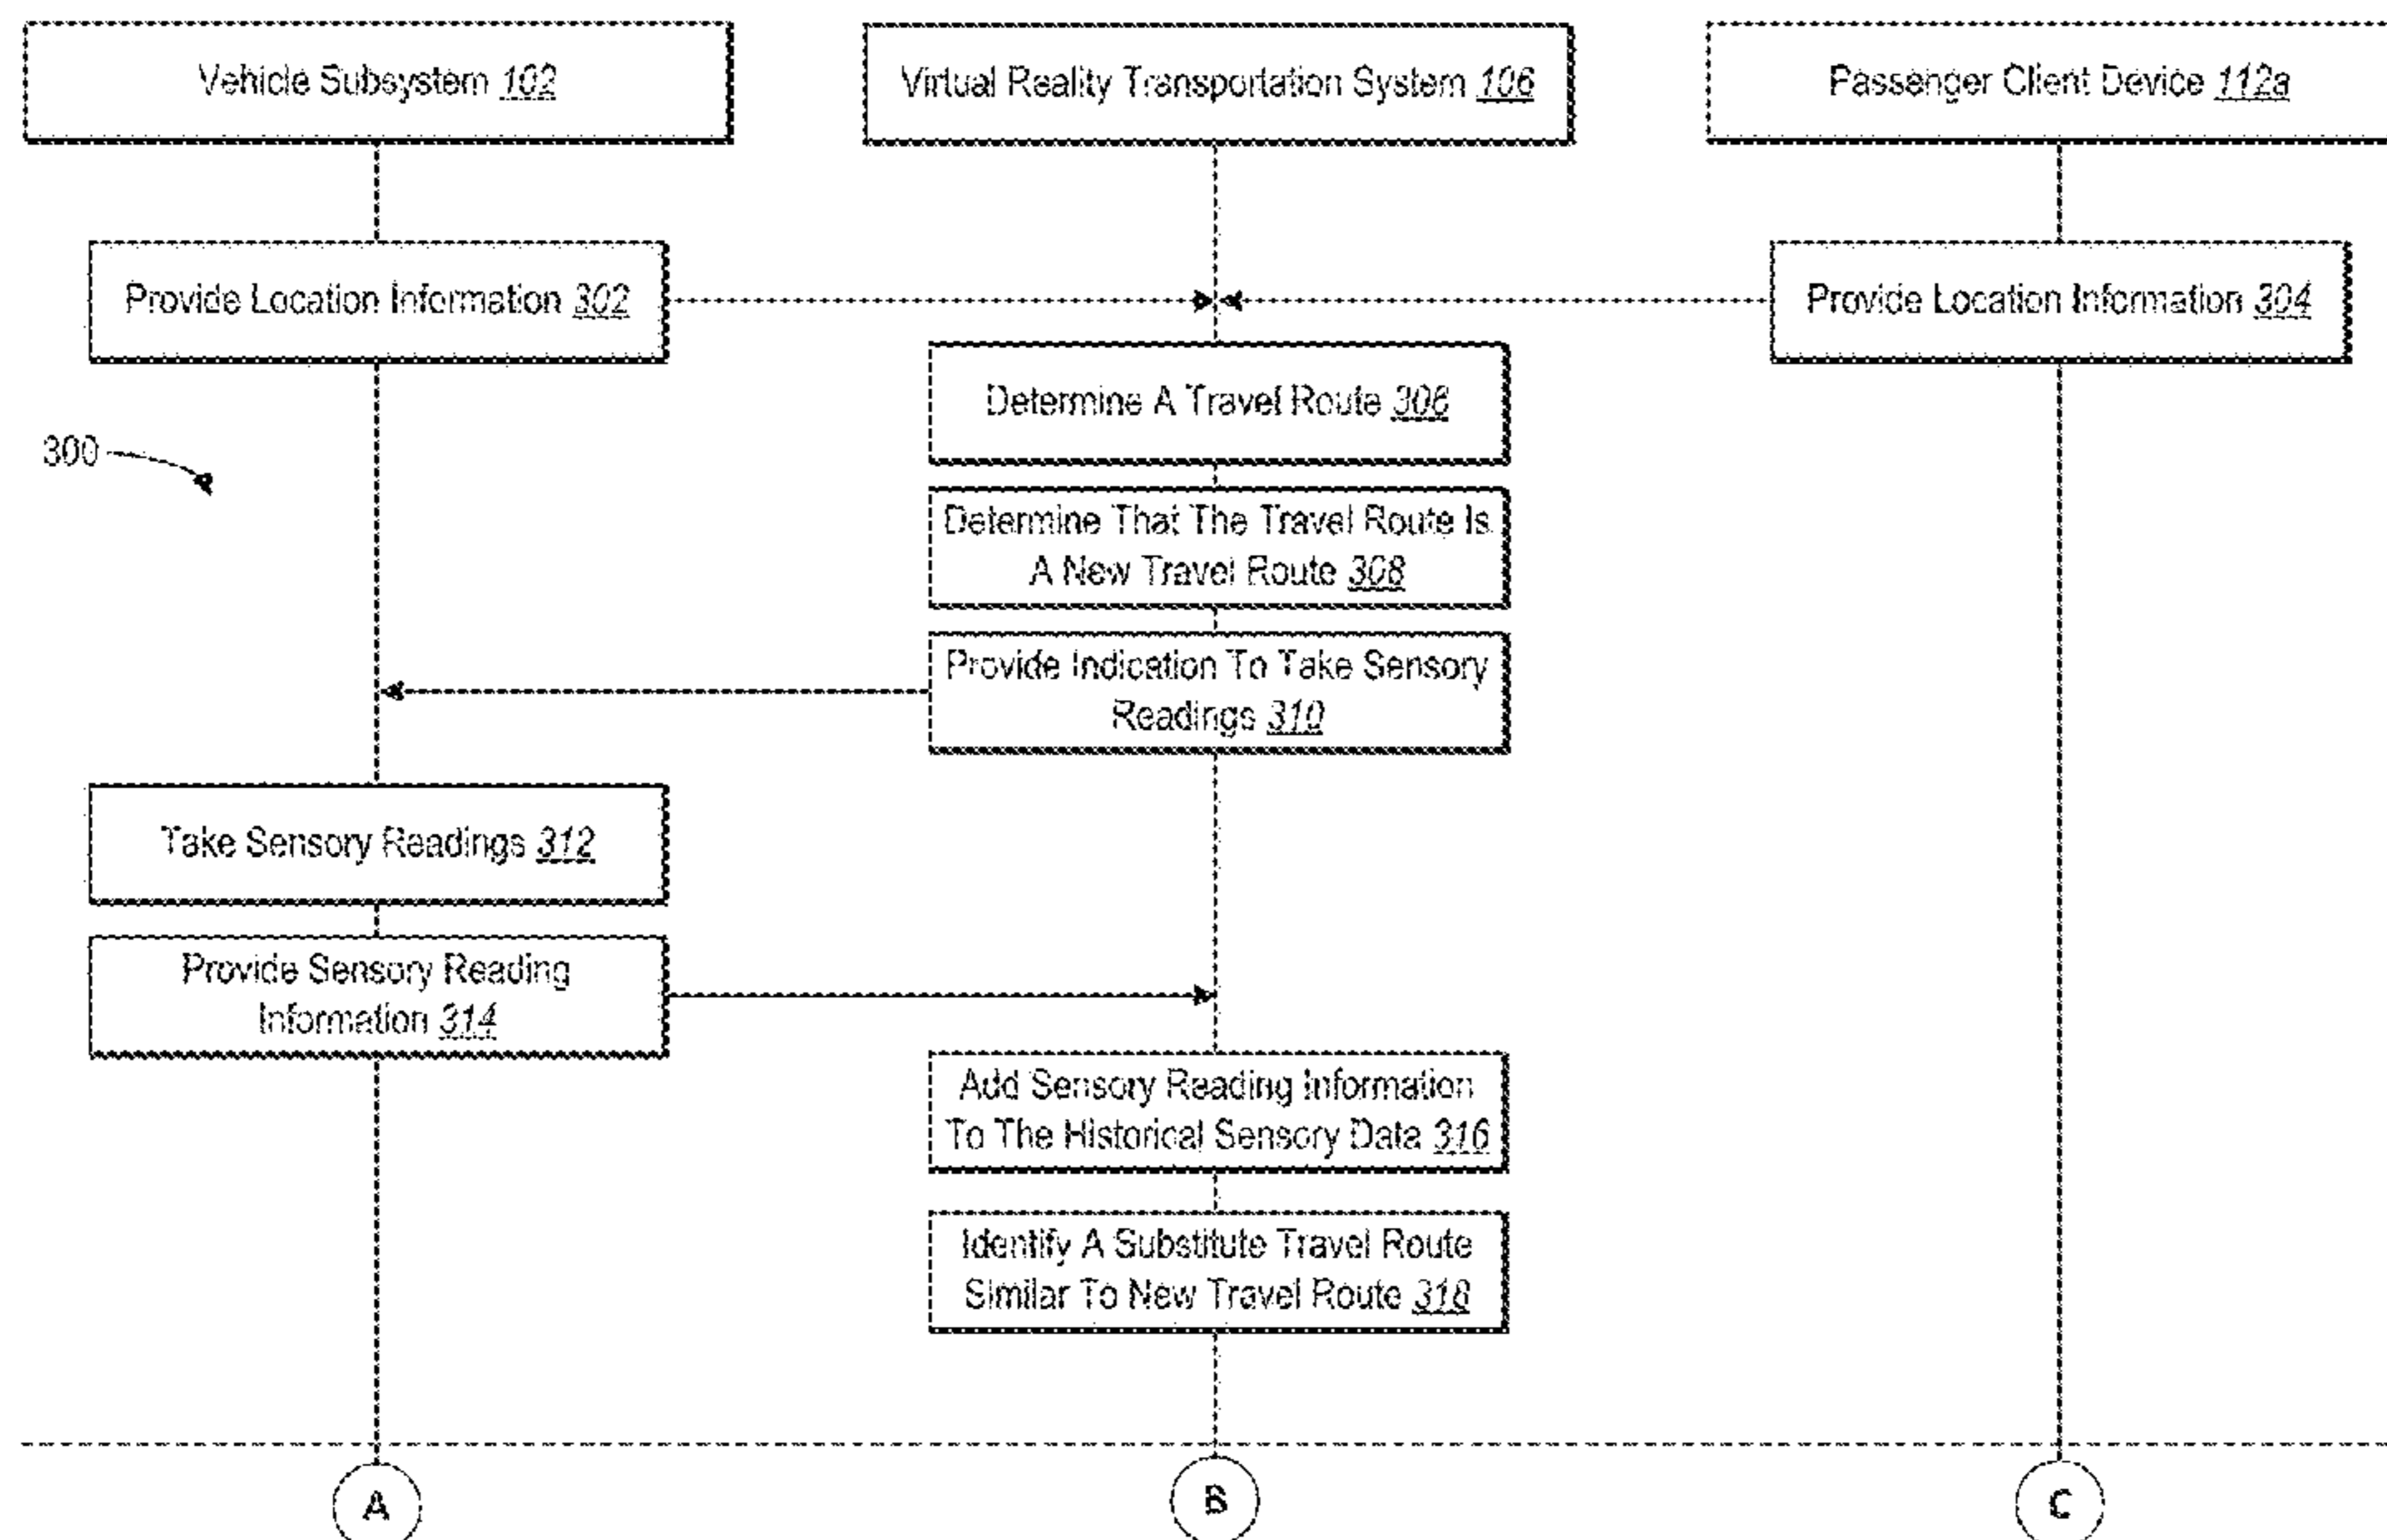 Vehicle Subsystem 102
Virtual Reality Transportation System 106
Passenger Client Device 112a
Provide Location Information 302
Provide Location Information 304
Determine A Travel Route 306
300
Determine That The Travel Route Is
A New Travel Route 308
Provide Indication To Take Sensory
Readings 310
Take Sensory Readings 312
Provide Sensory Reading
Information 314
Add Sensory Reading Information
To The Historical Sensory Data 316
Identify A Substitute Travel Route
Similar To New Travel Route 318
A
B
C